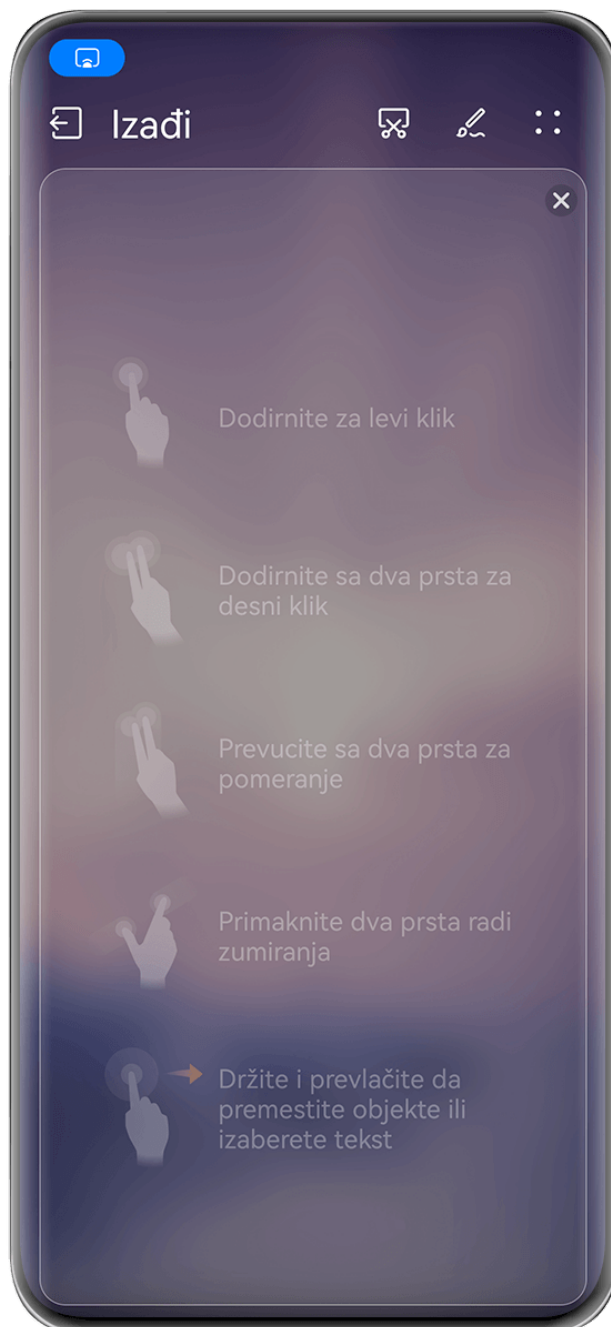 Izađi
Dodirnite za levi klik
Dodirnite sa dva prsta za
desni klik
Prevucite sa dva prsta za
pomeranje
Primaknite dva prsta radi
zumiranja
Držite i prevlačite da
premestite objekte ili
izaberete tekst